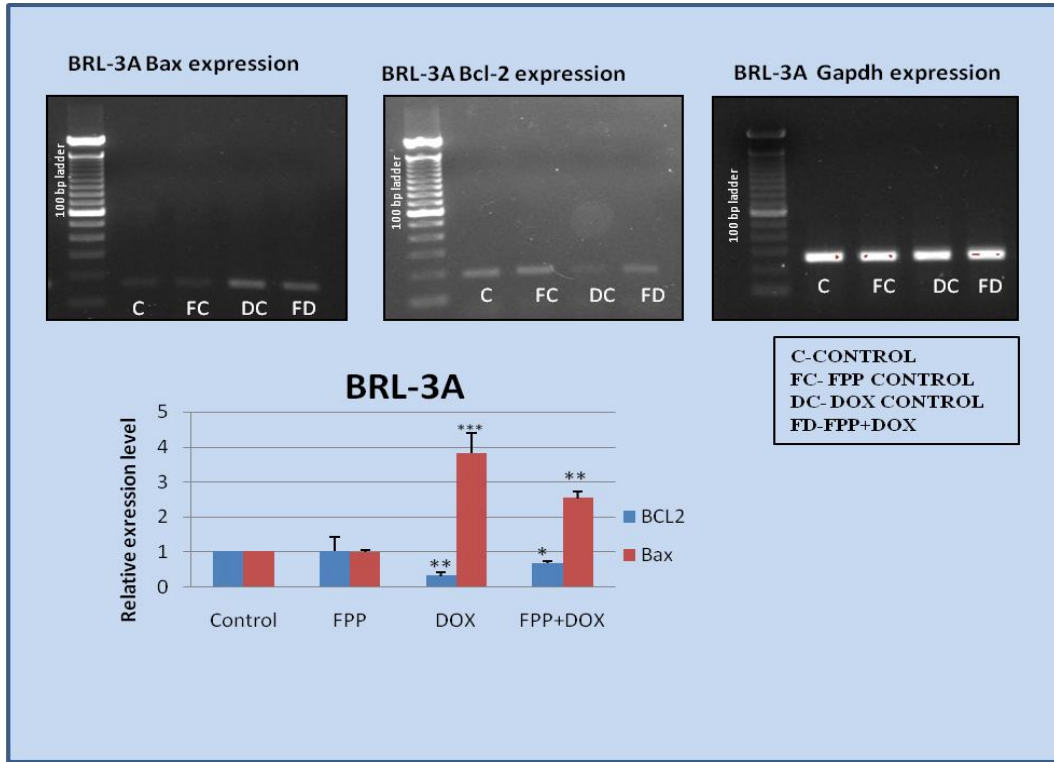 BRL-3A Bax expression
BRL-3A Bcl-2 expression
BRL-3A Gapdh expression
100 bp ladder
C FC DC FD
100 bp ladder
C FC DC FD
100 bp ladder
C FC DC FD
C-CONTROL
FC- FPP CONTROL
DC- DOX CONTROL
FD-FPP+DOX
BRL-3A
Relative exression level
5
4
3
2
1
0
**
***
*
**
Control FPP DOX FPP+DOX
BCL2
Bax